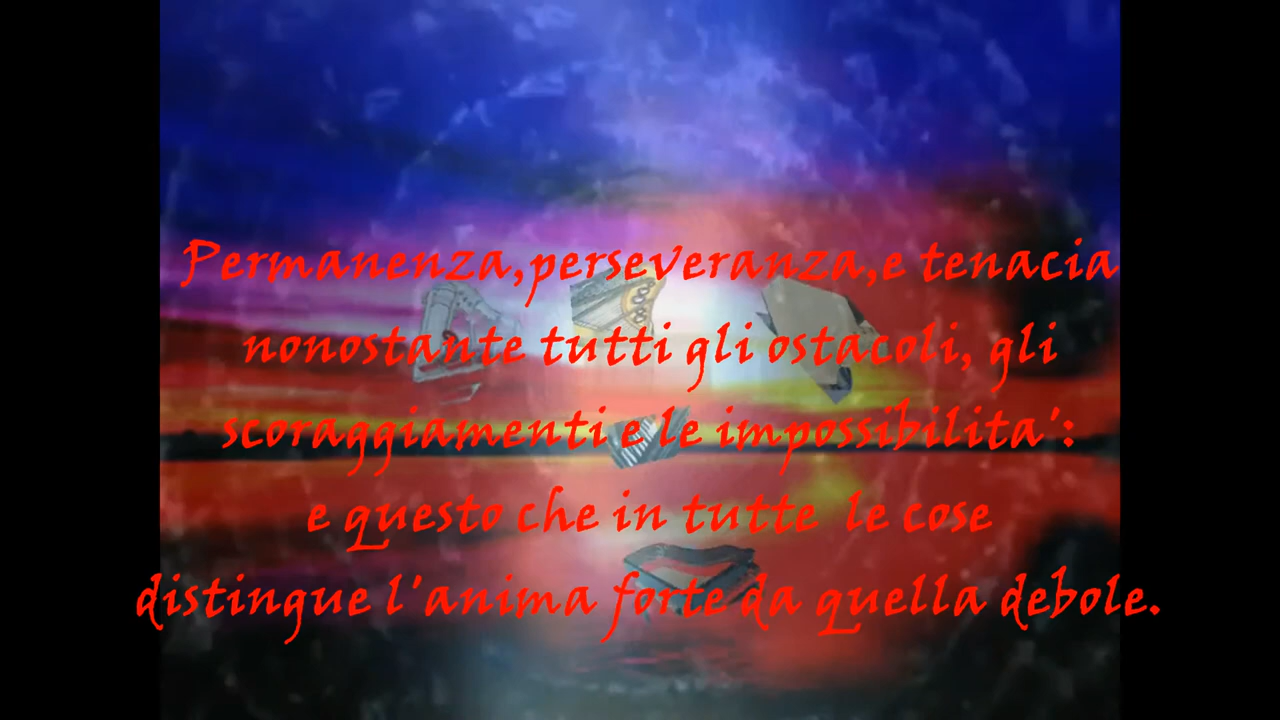 Permanenza,perseveranza,e tenacia
nonostante tutti gli ostacoli, gli
scoraggiamenti e le impossibilita':
e questo che in tutte le cose
distingue l'anima forte da quella debole.